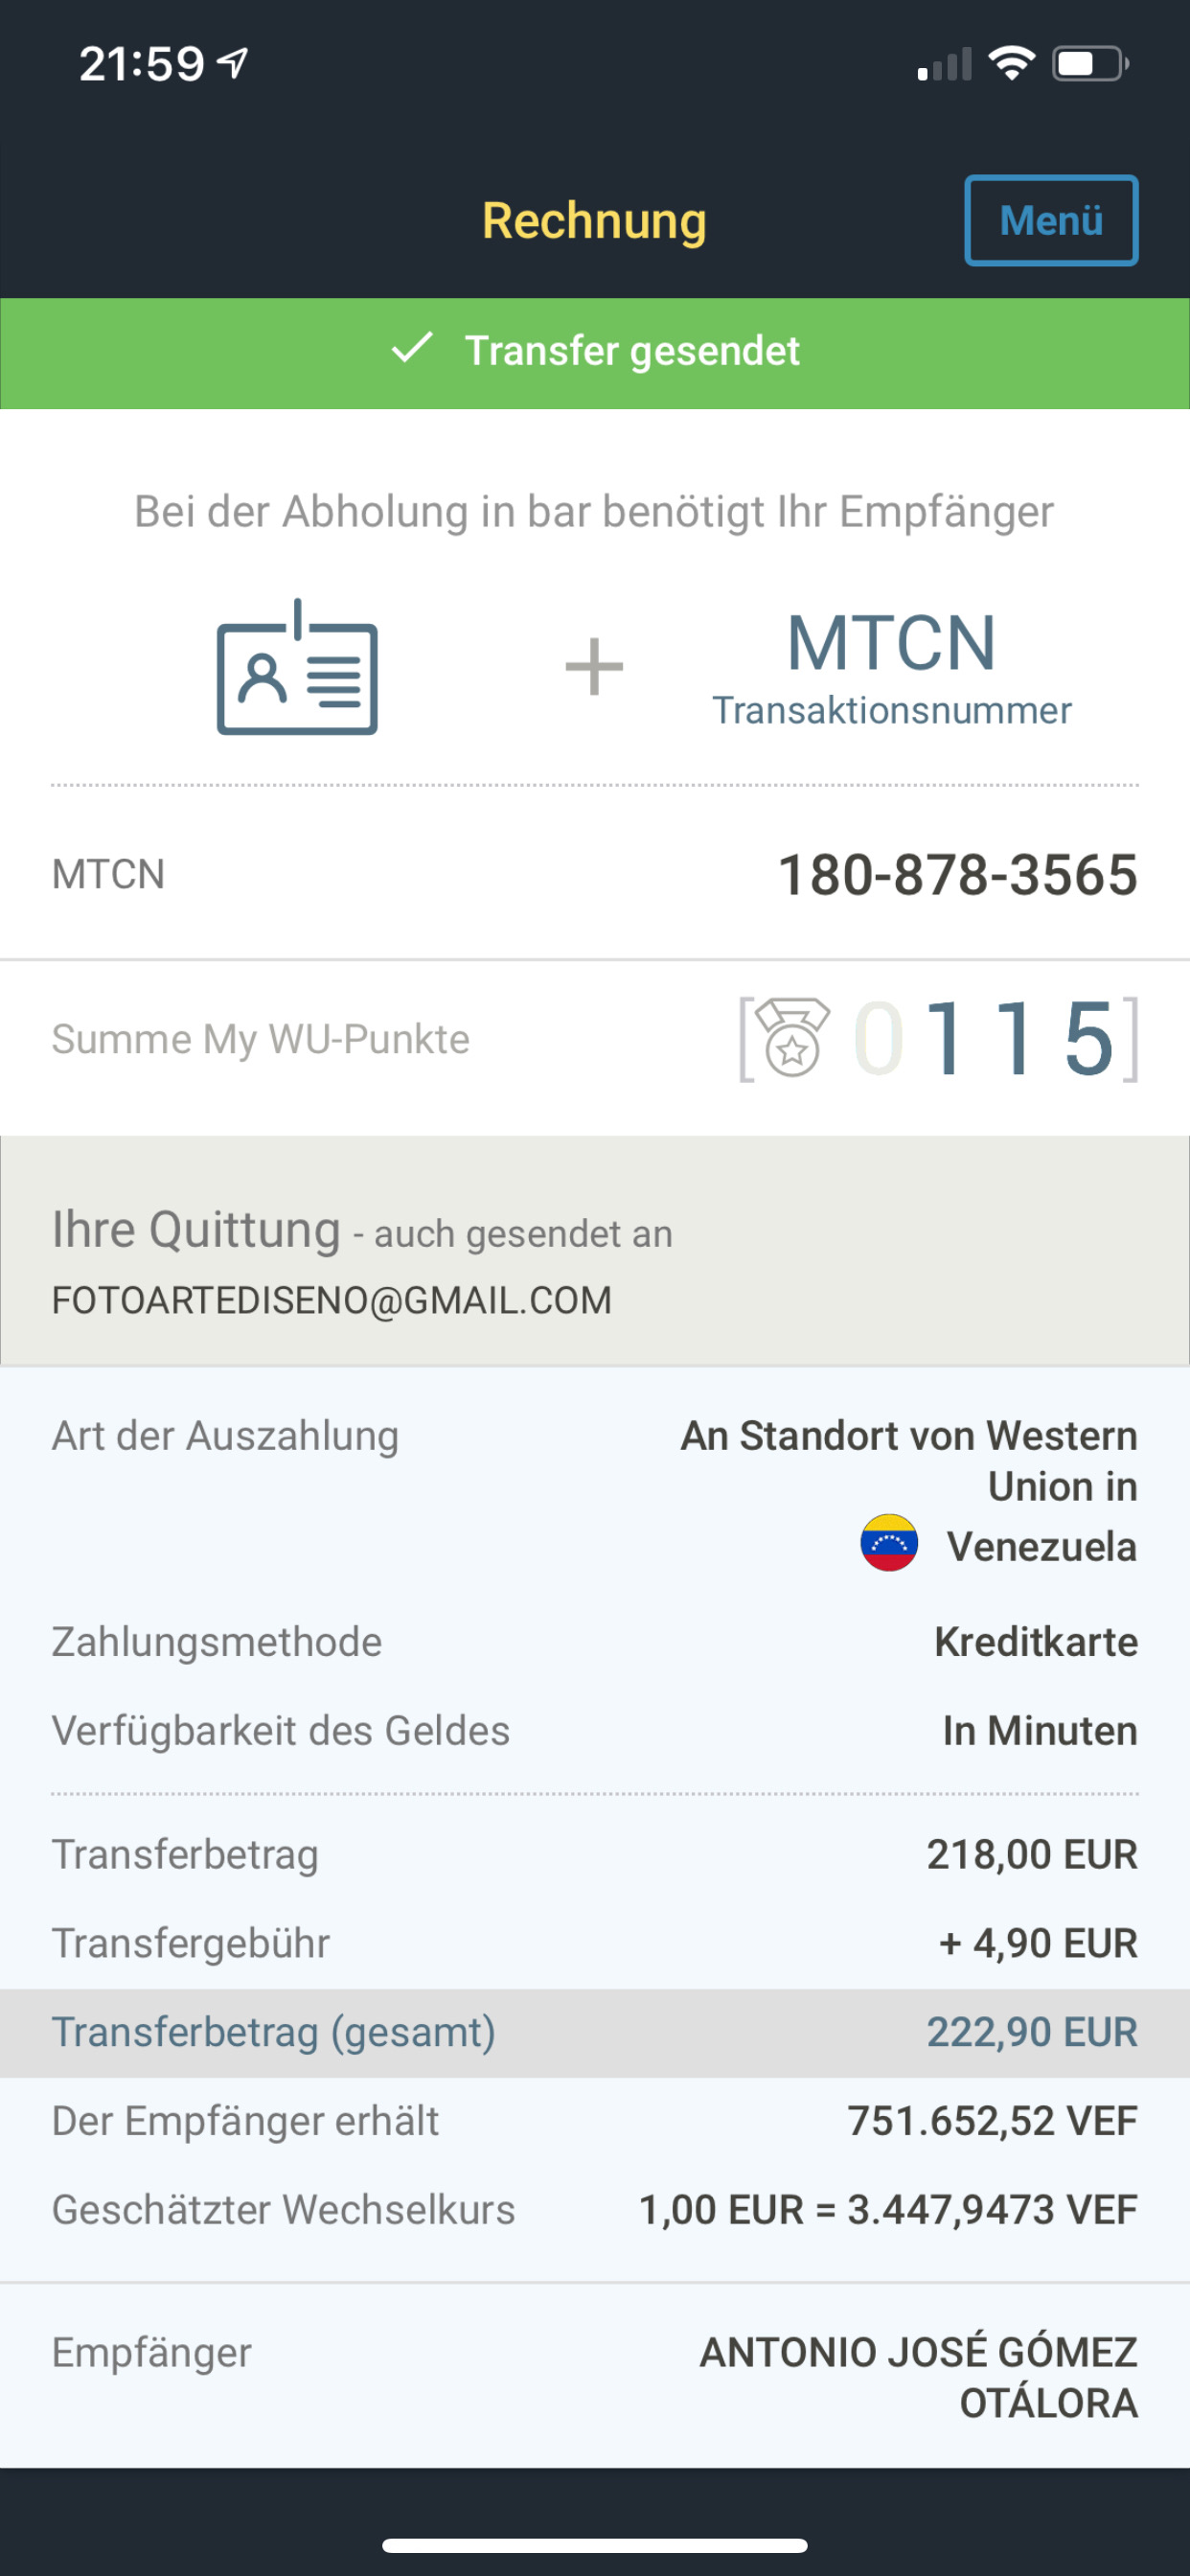 21:59
Rechnung
Menü
Transfer gesendet
Bei der Abholung in bar benötigt Ihr Empfänger
MTCN
Transaktionsnummer
MTCN 180-878-3565
Summe My WU-Punkte [0115]
Ihre Quittung - auch gesendet an
FOTOARTEDISENO@GMAIL.COM
Art der Auszahlung An Standort von Western
Union in
Venezuela
Zahlungsmethode Kreditkarte
Verfügbarkeit des Geldes In Minuten
Transferbetrag 218,00 EUR
Transfergebühr + 4,90 EUR
Transferbetrag (gesamt) 222,90 EUR
Der Empfänger erhält 751.652,52 VEF
Geschätzter Wechselkurs 1,00 EUR = 3.447,9473 VEF
Empfänger ANTONIO JOSÉ GÓMEZ
OTÁLORA